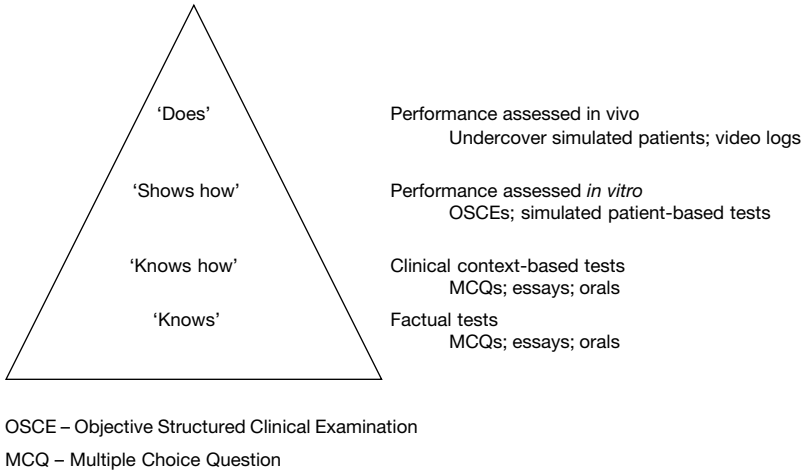 ‘Does’
Performance assessed in vivo
Undercover simulated patients; video logs
‘Shows how’
Performance assessed in vitro
OSCEs; simulated patient-based tests
‘Knows how’
Clinical context-based tests
MCQs; essays; orals
‘Knows’
Factual tests
MCQs; essays; orals
OSCE – Objective Structured Clinical Examination
MCQ – Multiple Choice Question